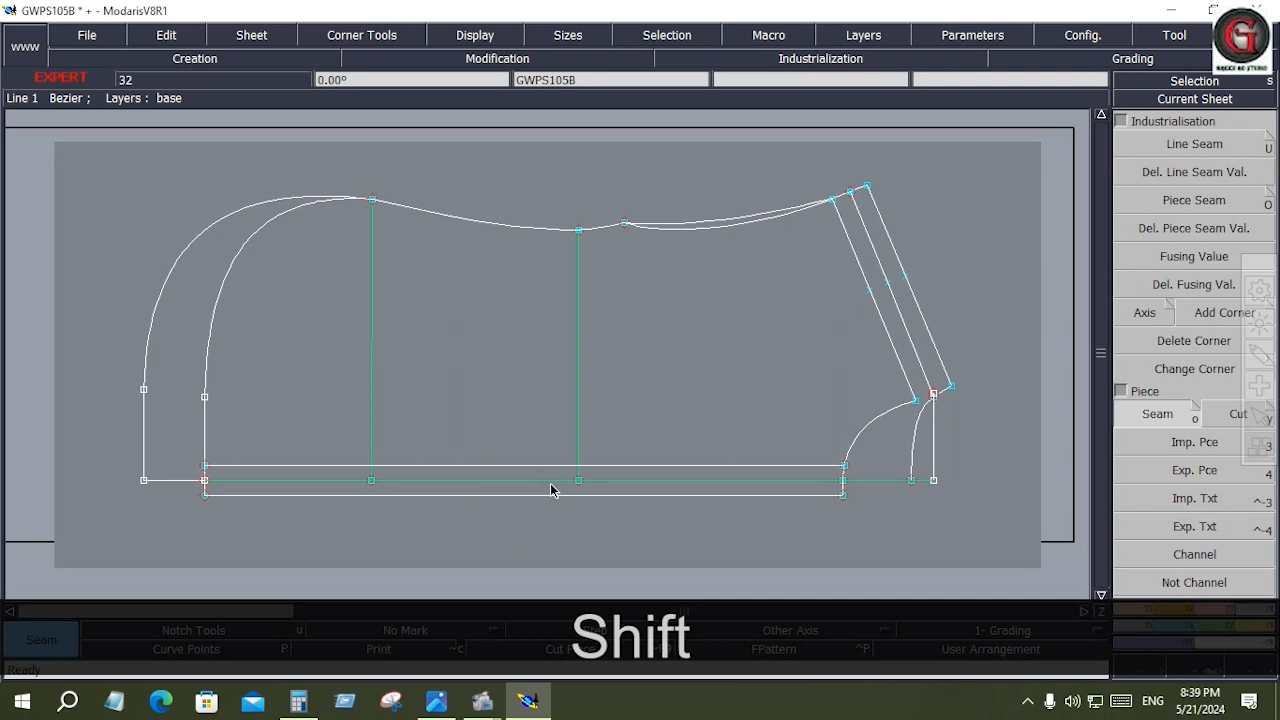 GWPS105B * + - ModarisV8R1
www
File
Edit
Sheet
Corner Tools
Display
Sizes
Selection
Macro
Layers
Parameters
Config.
Tool
Creation
Modification
Industrialization
Grading
EXPERT
32
0.00º
GWPS105B
Selection s
Line 1 Bezier ; Layers : base
Current Sheet
Industrialisation
Line Seam U
Del. Line Seam Val.
Piece Seam O
Del. Piece Seam Val.
Fusing Value
Del. Fusing Val.
Axis
Add Corner
Delete Corner
Change Corner
Piece
Seam o
Cut y
Imp. Pce 3
Exp. Pce 4
Imp. Txt ^-3
Exp. Txt ^-4
Channel
Not Channel
Z
Shift
Seam
Notch Tools u
No Mark
Other Axis
1- Grading
Curve Points P
Print ~c
Cut Piece
FPattern ^P
User Arrangement
Ready
ENG
8:39 PM
5/21/2024